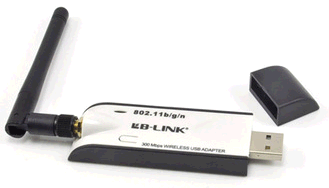 802.11b/g/n
LB-LINK
300 Mbps WIRELESS USB ADAPTER